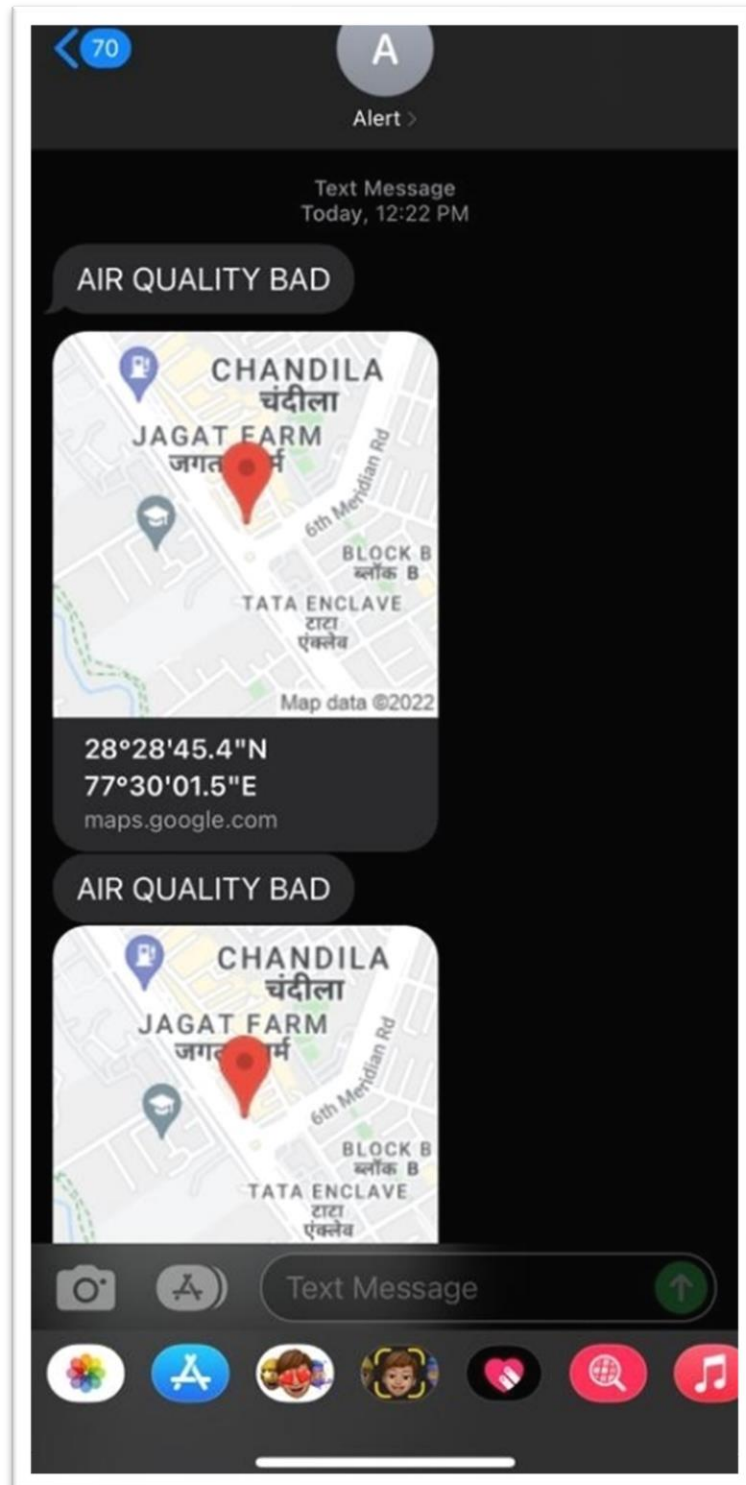 70
A
Alert
Text Message
Today, 12:22 PM
AIR QUALITY BAD
CHANDILA
चंदीला
JAGAT FARM
6th Meridian Rd
BLOCK B
ब्लॉक B
TATA ENCLAVE
टाटा
एंक्लेव
Map data ©2022
28°28'45.4"N
77°30'01.5"E
maps.google.com
AIR QUALITY BAD
CHANDILA
चंदीला
JAGAT FARM
6th Meridian Rd
BLOCK B
ब्लॉक B
TATA ENCLAVE
टाटा
एंक्लेव
Text Message